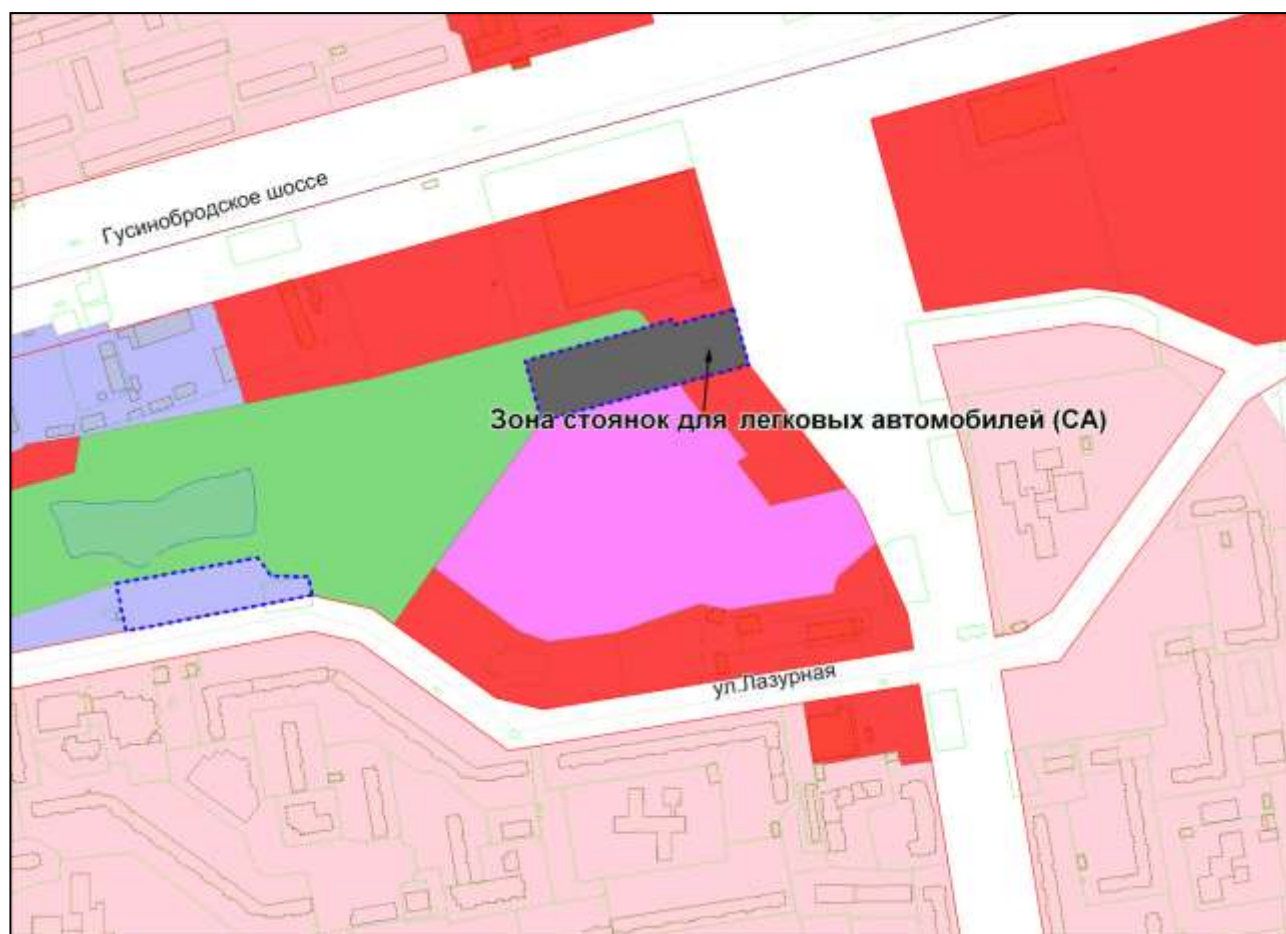 Гусинобродское шоссе
Зона стоянок для легковых автомобилей (СА)
ул.Лазурная